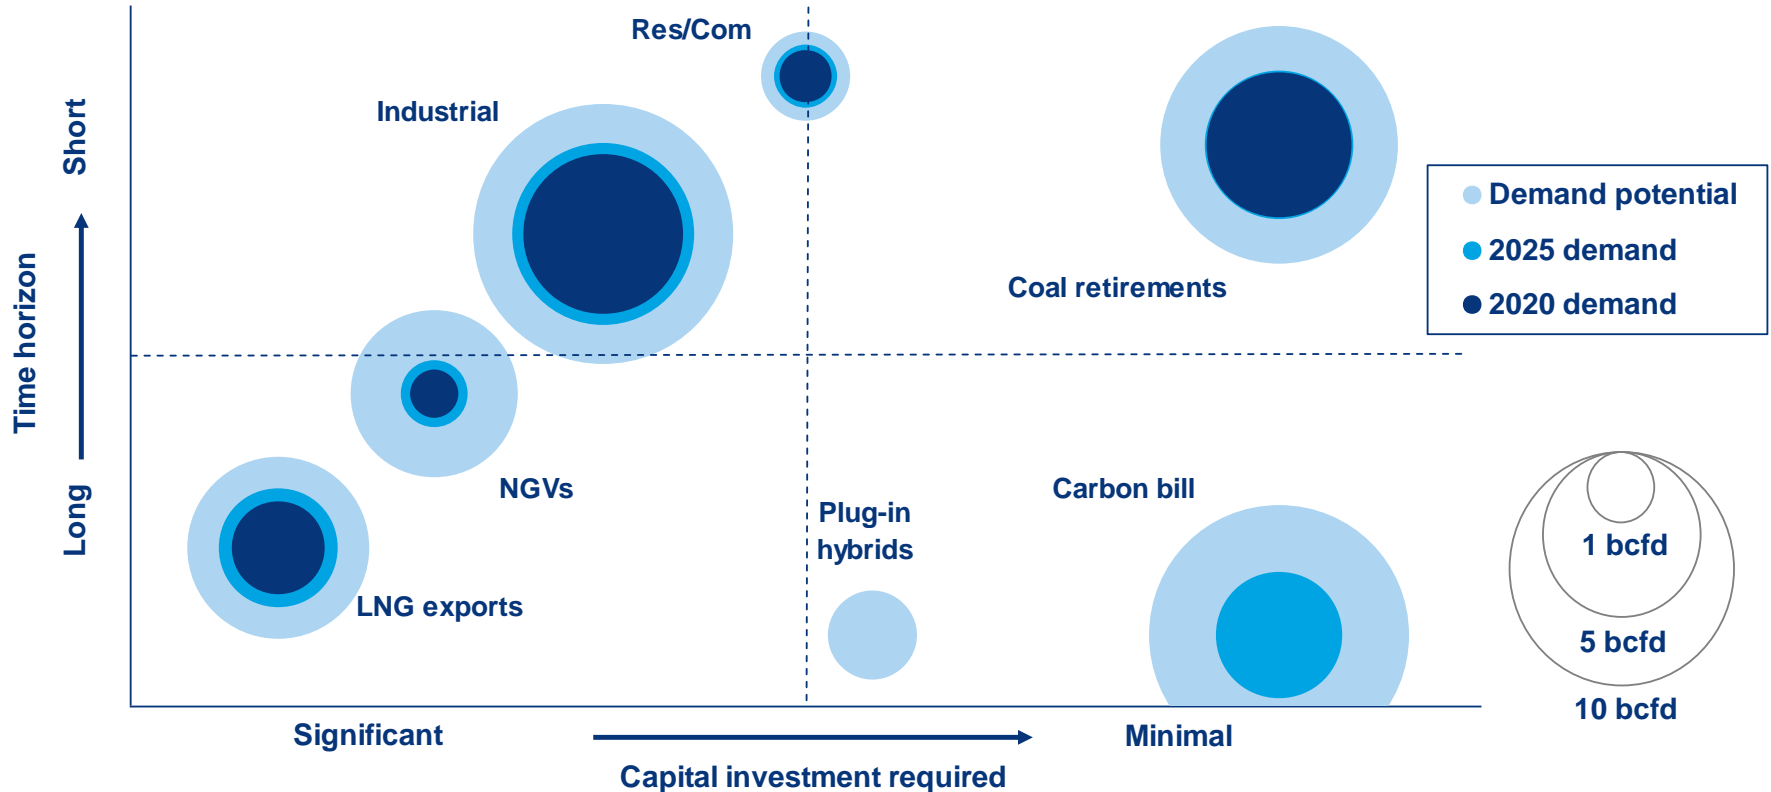 Res/Com
Industrial
Short
Demand potential
2025 demand
2020 demand
Coal retirements
Time horizon
NGVs
Carbon bill
Long
Plug-in
hybrids
1 bcfd
LNG exports
5 bcfd
10 bcfd
Significant
Minimal
Capital investment required